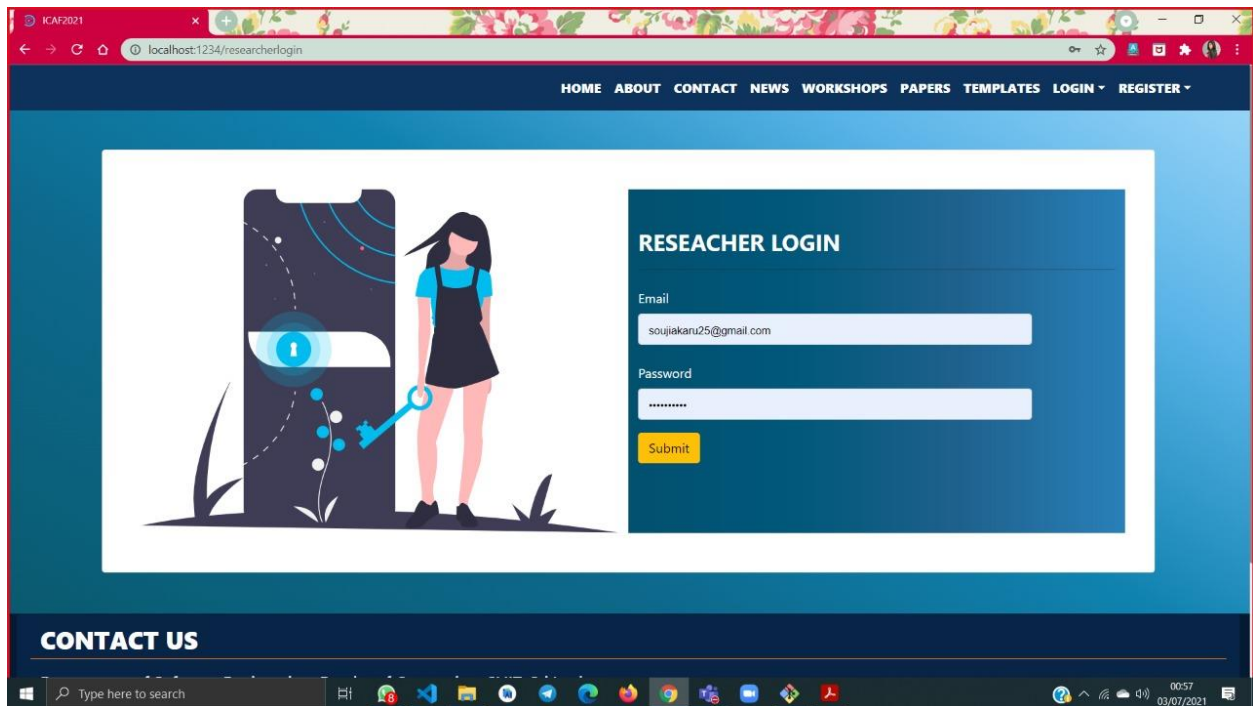 ICAF2021
localhost:1234/researcherlogin
HOME ABOUT CONTACT NEWS WORKSHOPS PAPERS TEMPLATES LOGIN REGISTER
RESEACHER LOGIN
Email
soujiakaru25@gmail.com
Password
••••••••••
Submit
CONTACT US
Type here to search
8
00:57
03/07/2021